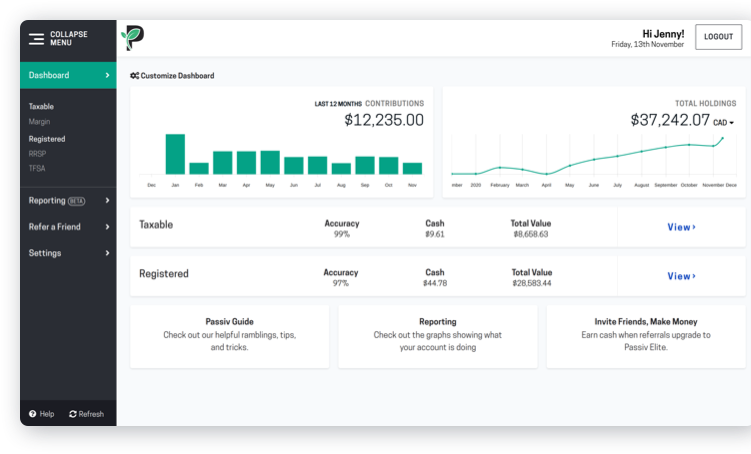 COLLAPSE
MENU
Hi Jenny!
Friday, 13th November
LOGOUT
Dashboard
Customize Dashboard
Taxable
Margin
Registered
RRSP
TFSA
Reporting (BETA)
Refer a Friend
Settings
Help
Refresh
LAST 12 MONTHS CONTRIBUTIONS
$12,235.00
Dec Jan Feb Mar Apr May Jun Jul Aug Sep Oct Nov
TOTAL HOLDINGS
$37,242.07 CAD
mber 2020 February March April May June July August September October November Dece
Taxable
Accuracy
99%
Cash
$9.61
Total Value
$8,658.63
View
Registered
Accuracy
97%
Cash
$44.78
Total Value
$28,583.44
View
Passiv Guide
Check out our helpful ramblings, tips,
and tricks.
Reporting
Check out the graphs showing what
your account is doing
Invite Friends, Make Money
Earn cash when referrals upgrade to
Passiv Elite.